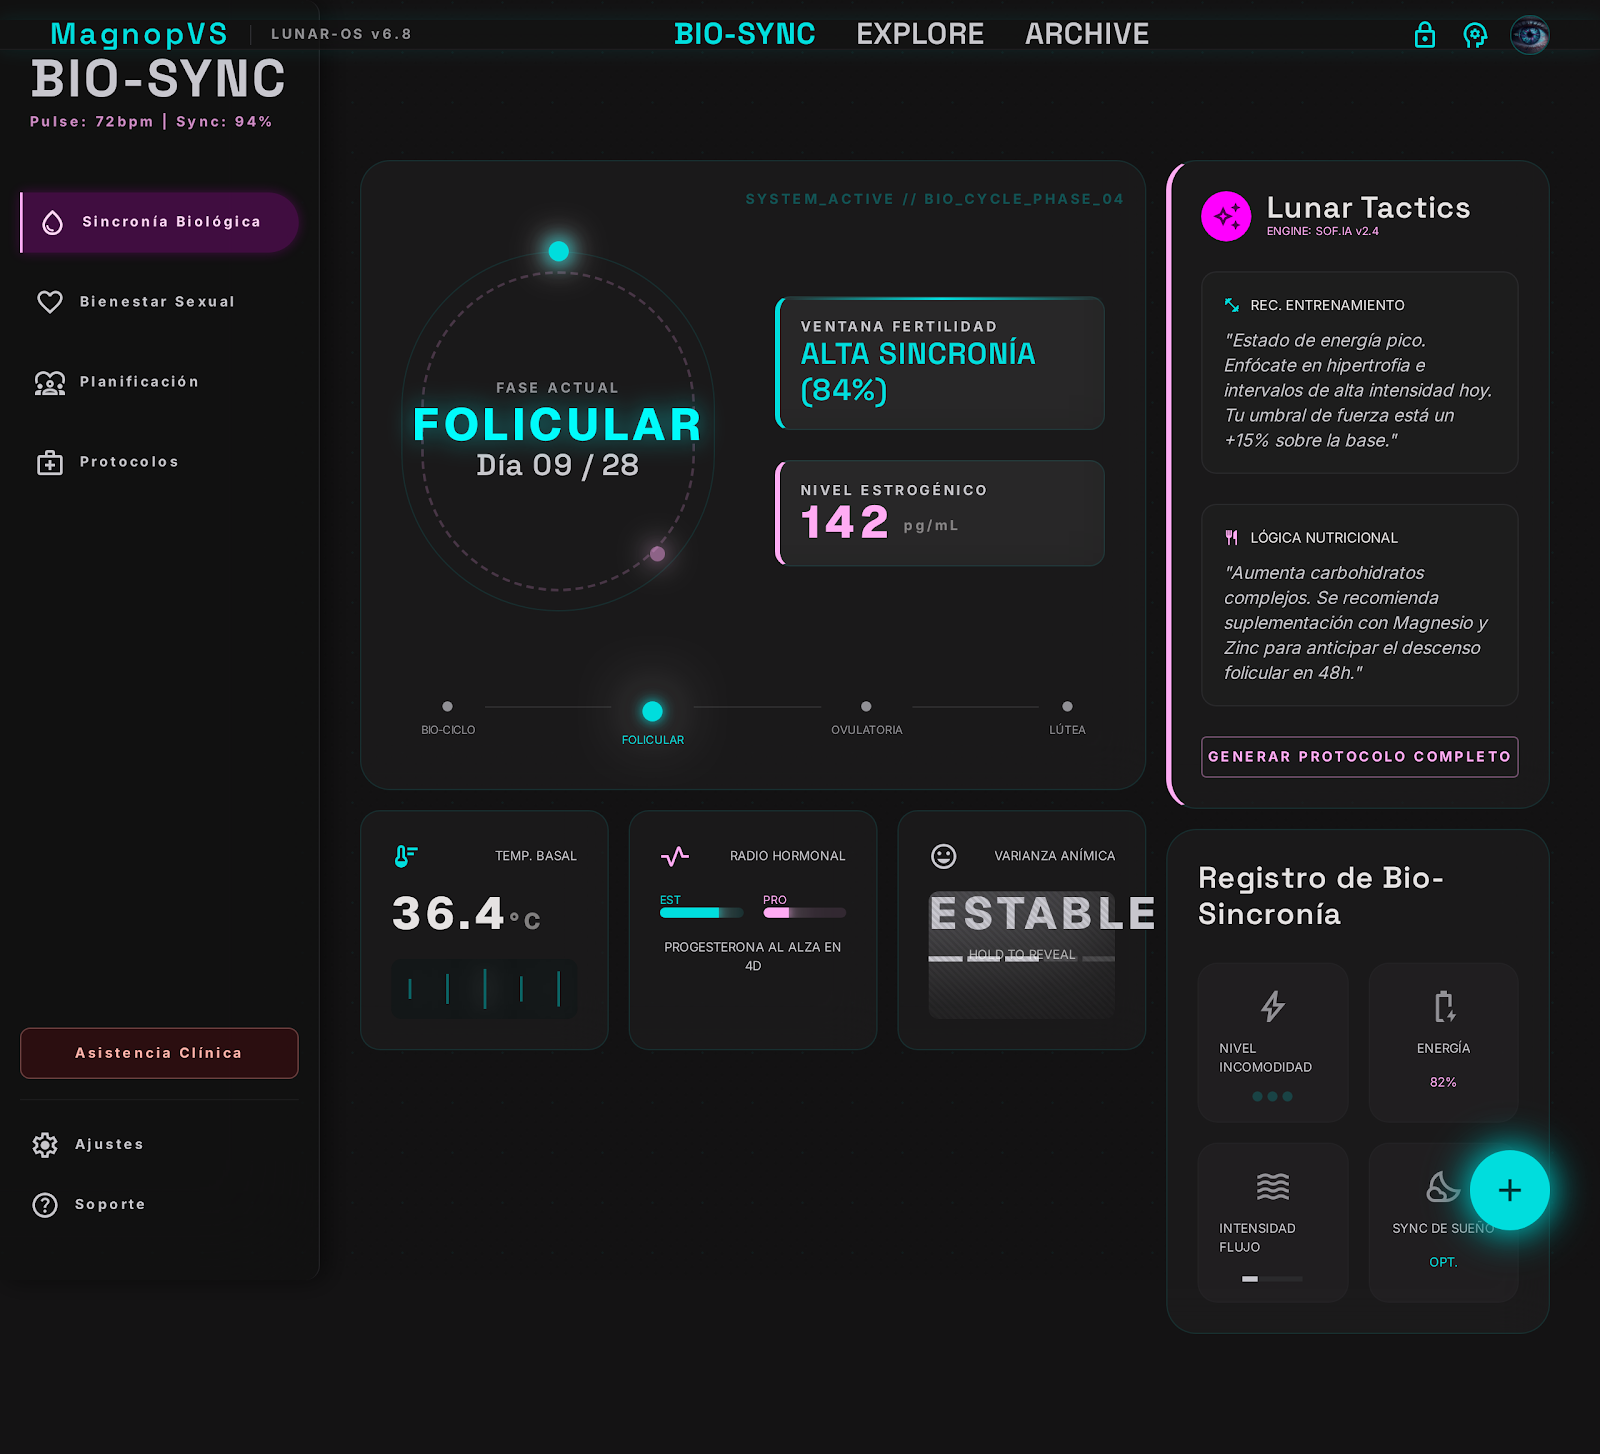 MagnopVS
LUNAR-OS v6.8
BIO-SYNC
EXPLORE
ARCHIVE
BIO-SYNC
Pulse: 72bpm | Sync: 94%
Sincronía Biológica
Bienestar Sexual
Planificación
Protocolos
Asistencia Clínica
Ajustes
Soporte
SYSTEM_ACTIVE // BIO_CYCLE_PHASE_04
FASE ACTUAL
FOLICULAR
Día 09 / 28
VENTANA FERTILIDAD
ALTA SINCRONÍA
(84%)
NIVEL ESTROGÉNICO
142 pg/mL
BIO-CICLO
FOLICULAR
OVULATORIA
LÚTEA
TEMP. BASAL
36.4°C
RADIO HORMONAL
EST
PRO
PROGESTERONA AL ALZA EN
4D
VARIANZA ANÍMICA
ESTABLE
HOLD TO REVEAL
Lunar Tactics
ENGINE: SOF.IA v2.4
REC. ENTRENAMIENTO
"Estado de energía pico.
Enfócate en hipertrofia e
intervalos de alta intensidad hoy.
Tu umbral de fuerza está un
+15% sobre la base."
LÓGICA NUTRICIONAL
"Aumenta carbohidratos
complejos. Se recomienda
suplementación con Magnesio y
Zinc para anticipar el descenso
folicular en 48h."
GENERAR PROTOCOLO COMPLETO
Registro de Bio-
Sincronía
NIVEL
INCOMODIDAD
ENERGÍA
82%
INTENSIDAD
FLUJO
SYNC DE SUEÑO
OPT.